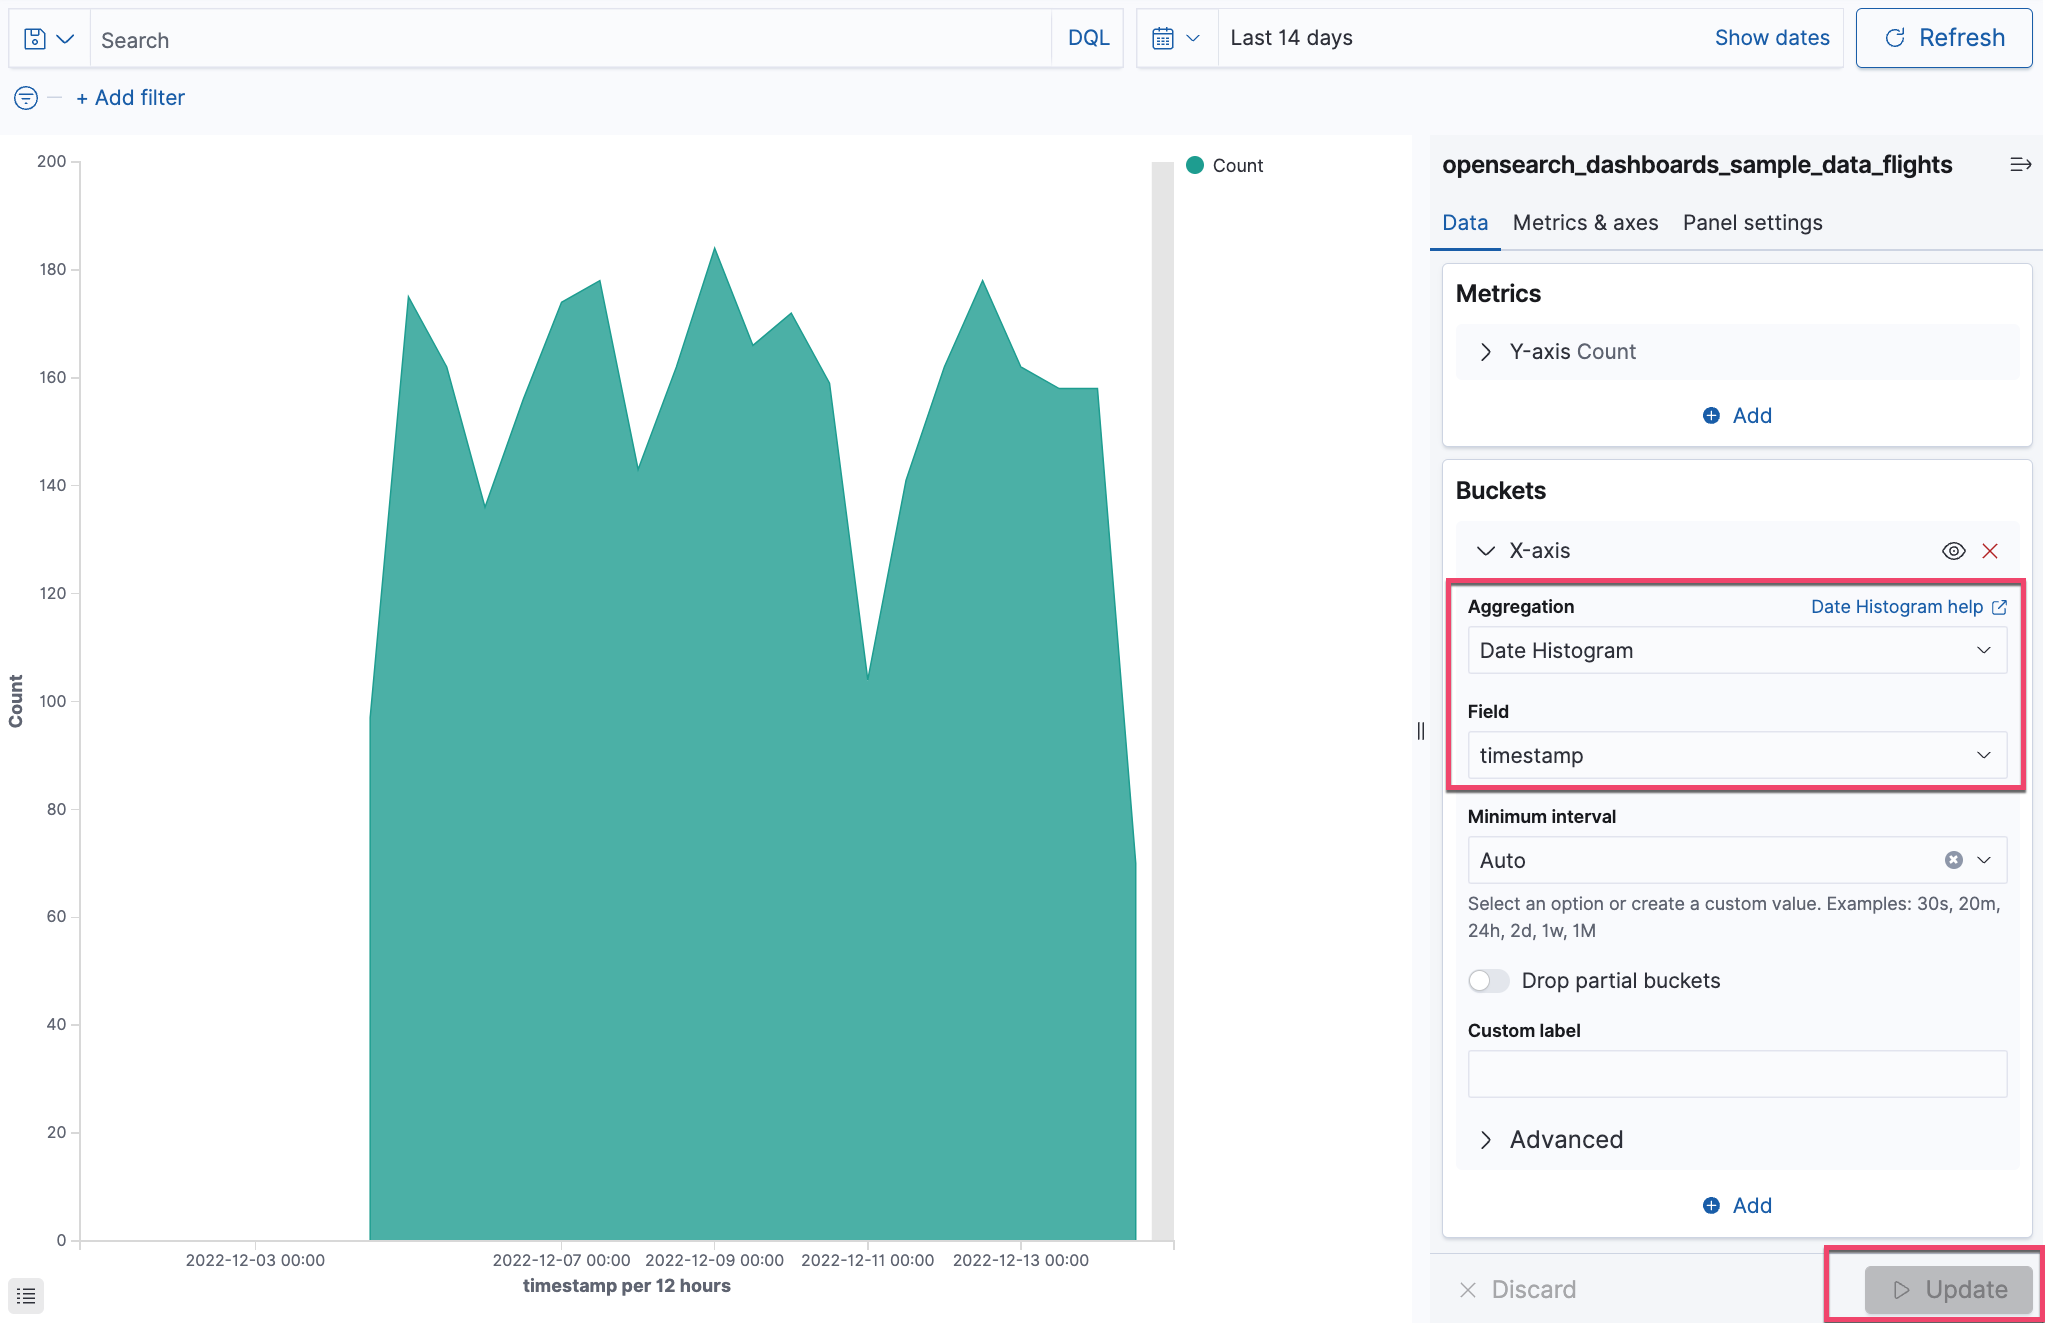 Search
DQL
Last 14 days
Show dates
Refresh
+ Add filter
Count
200
180
160
140
120
100
80
60
40
20
0
Count
2022-12-03 00:00
2022-12-07 00:00
2022-12-09 00:00
2022-12-11 00:00
2022-12-13 00:00
timestamp per 12 hours
opensearch_dashboards_sample_data_flights
Data
Metrics & axes
Panel settings
Metrics
Y-axis Count
Add
Buckets
X-axis
Aggregation
Date Histogram help
Date Histogram
Field
timestamp
Minimum interval
Auto
Select an option or create a custom value. Examples: 30s, 20m,
24h, 2d, 1w, 1M
Drop partial buckets
Custom label
Advanced
Add
Discard
Update